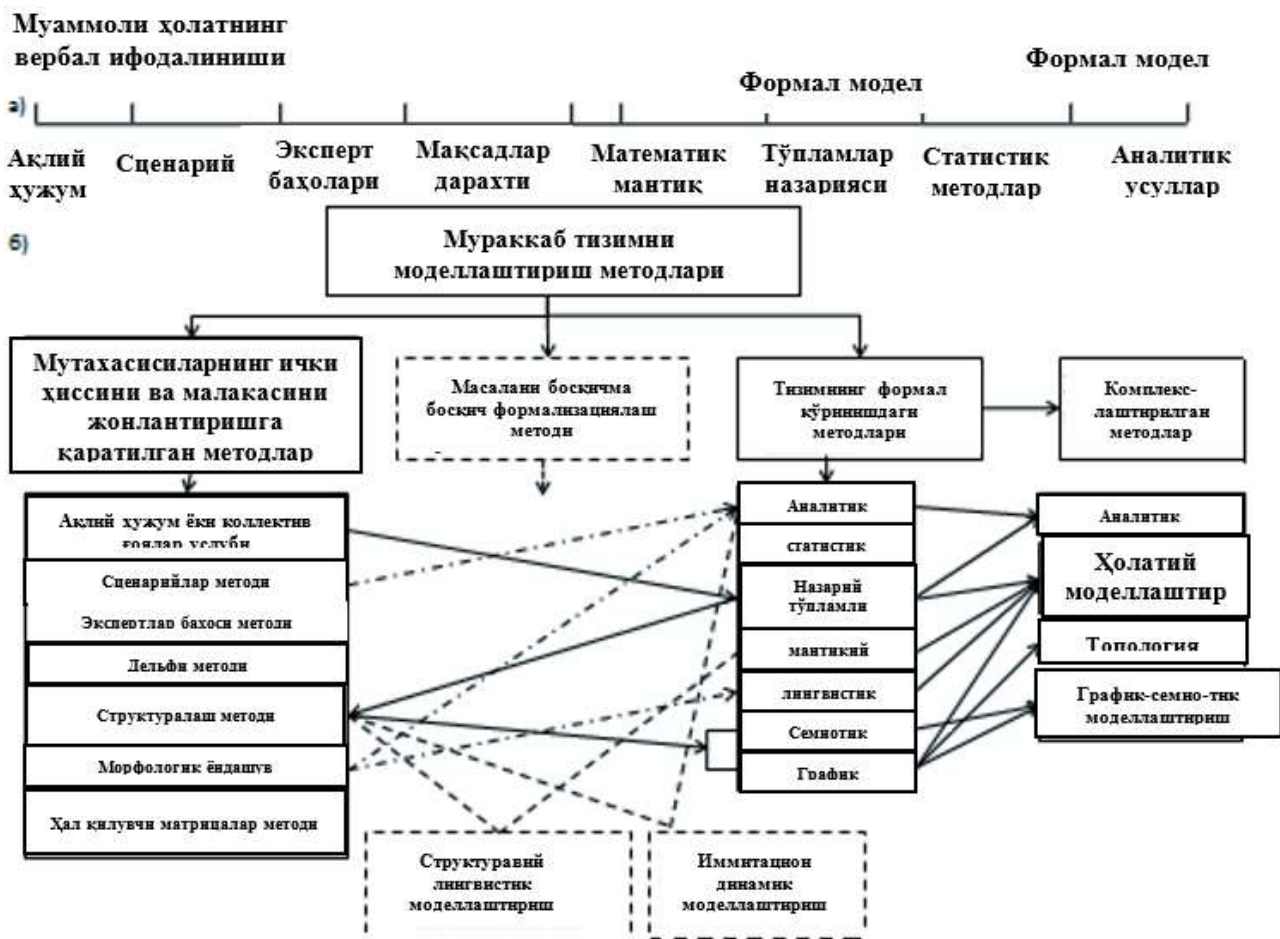 Муаммоли ҳолатнинг
вербал ифодалиниши
Формал модел
Формал модел
а)
Ақлий
ҳужум
Сценарий
Эксперт
баҳолари
Мақсадлар
дарахти
Математик
мантиқ
Тўпламлар
назарияси
Статистик
методлар
Аналитик
усуллар
б)
Мураккаб тизимни
моделлаштириш методлари
Мутахасисиларнинг ички
ҳиссини ва малакасини
жонлантиришга
қаратилган методлар
Масалани босқичма
босқич формализациялаш
методи
Тизимнинг формал
кўринишдаги
методлари
Комплекс-
лаштирилган
методлар
Ақлий ҳужум ёки коллектив
ғоялар услуби
Сценарийлар методи
Экспертлар баҳоси методи
Дельфи методи
Структуралаш методи
Морфологик ёндашув
Ҳал қилувчи матрицалар методи
Аналитик
статистик
Назарий
тўпламли
мантиқий
лингвистик
Семиотик
График
Аналитик
Ҳолатий
моделлаштир
Топология
График-семио-тик
моделлаштириш
Структуравий
лингвистик
моделлаштириш
Иммитацион
динамик
моделлаштириш